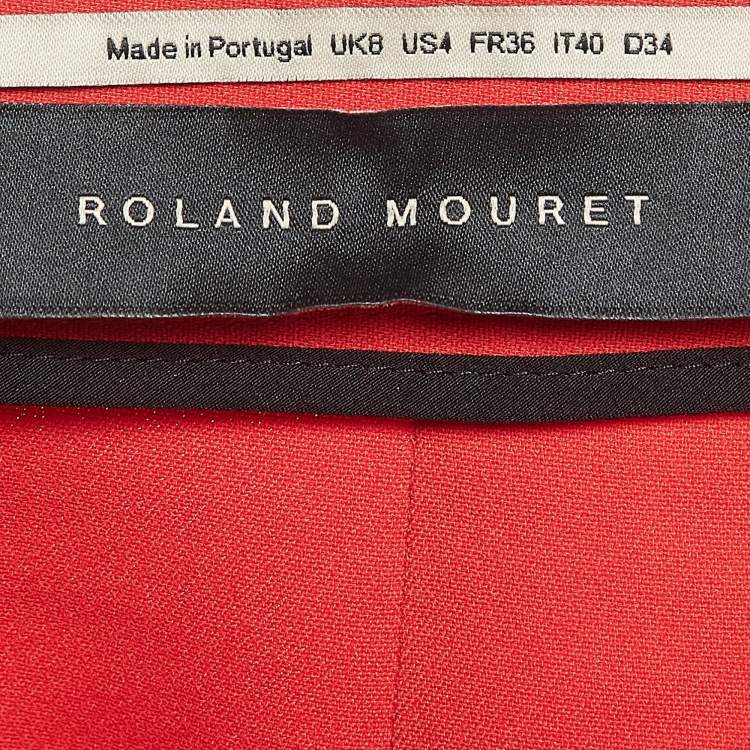 Made in Portugal UK8 US4 FR36 IT40 D34
ROLAND MOURET